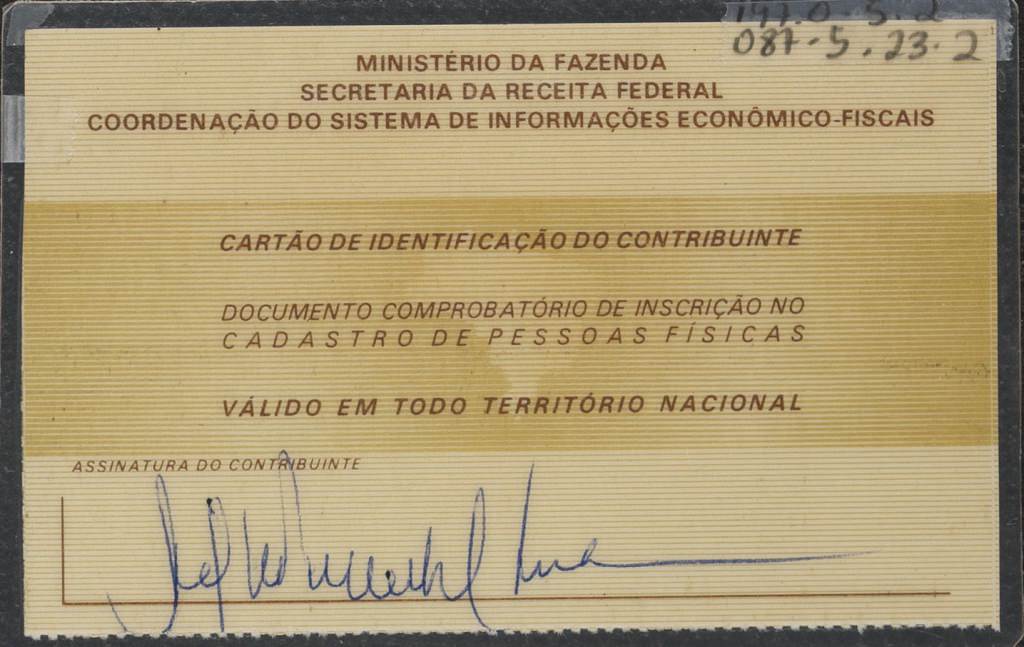 087-5.23.2
MINISTÉRIO DA FAZENDA
SECRETARIA DA RECEITA FEDERAL
COORDENAÇÃO DO SISTEMA DE INFORMAÇÕES ECONÔMICO-FISCAIS
CARTÃO DE IDENTIFICAÇÃO DO CONTRIBUINTE
DOCUMENTO COMPROBATÓRIO DE INSCRIÇÃO NO
CADASTRO DE PESSOAS FÍSICAS
VÁLIDO EM TODO TERRITÓRIO NACIONAL
ASSINATURA DO CONTRIBUINTE